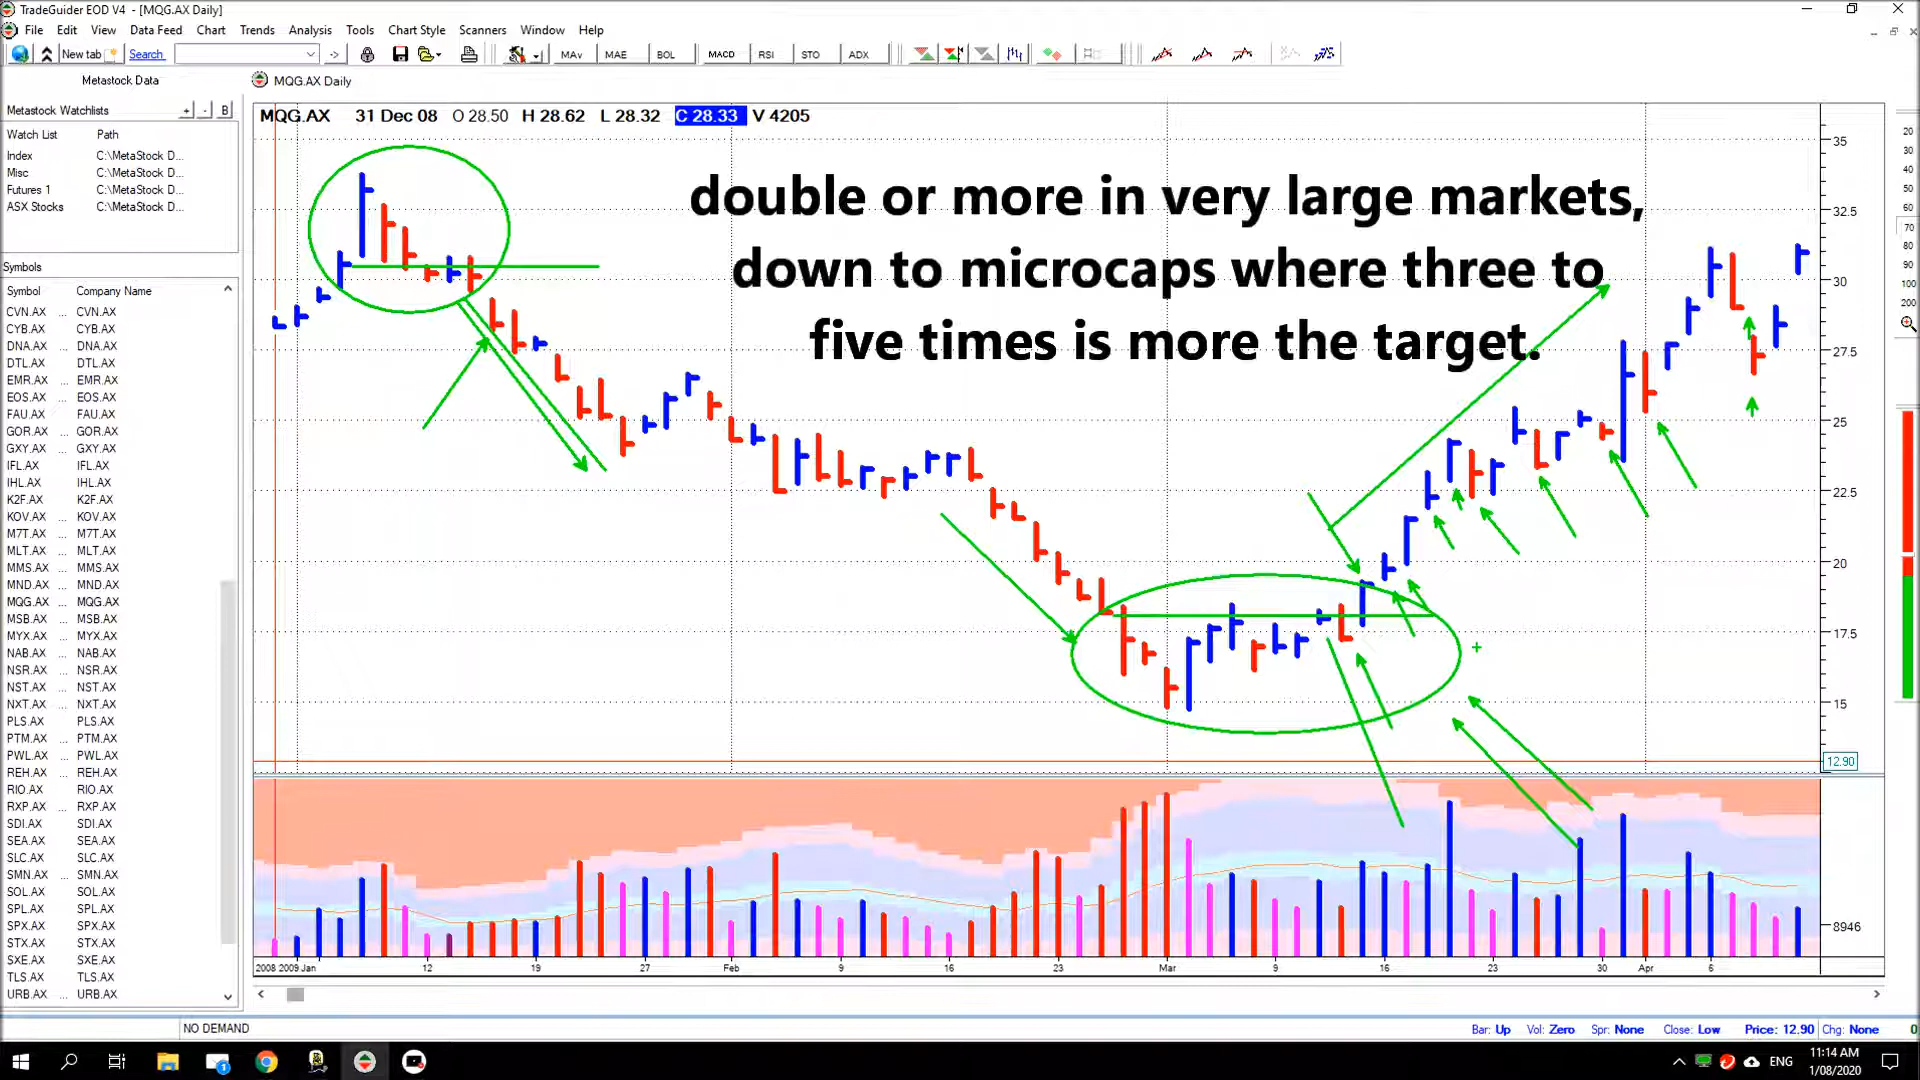 TradeGuider EOD V4 - [MQG.AX Daily]
File Edit View Data Feed Chart Trends Analysis Tools Chart Style Scanners Window Help
New tab Search -> MAv MAE BOL MACD RSI STO ADX
Metastock Data
MQG.AX Daily
Metastock Watchlists + - B
Watch List Path
Index C:\MetaStock D...
Misc C:\MetaStock D...
Futures 1 C:\MetaStock D...
ASX Stocks C:\MetaStock D...
Symbols
Symbol Company Name
CVN.AX ... CVN.AX
CYB.AX ... CYB.AX
DNA.AX ... DNA.AX
DTL.AX ... DTL.AX
EMR.AX ... EMR.AX
EOS.AX ... EOS.AX
FAU.AX ... FAU.AX
GOR.AX ... GOR.AX
GXY.AX ... GXY.AX
IFL.AX ... IFL.AX
IHL.AX ... IHL.AX
K2F.AX ... K2F.AX
KOV.AX ... KOV.AX
M7T.AX ... M7T.AX
MLT.AX ... MLT.AX
MMS.AX ... MMS.AX
MND.AX ... MND.AX
MQG.AX ... MQG.AX
MSB.AX ... MSB.AX
MYX.AX ... MYX.AX
NAB.AX ... NAB.AX
NSR.AX ... NSR.AX
NST.AX ... NST.AX
NXT.AX ... NXT.AX
PLS.AX ... PLS.AX
PTM.AX ... PTM.AX
PWL.AX ... PWL.AX
REH.AX ... REH.AX
RIO.AX ... RIO.AX
RXP.AX ... RXP.AX
SDI.AX ... SDI.AX
SEA.AX ... SEA.AX
SLC.AX ... SLC.AX
SMN.AX ... SMN.AX
SOL.AX ... SOL.AX
SPL.AX ... SPL.AX
SPX.AX ... SPX.AX
STX.AX ... STX.AX
SXE.AX ... SXE.AX
TLS.AX ... TLS.AX
URB.AX ... URB.AX
MQG.AX 31 Dec 08 O 28.50 H 28.62 L 28.32 C 28.33 V 4205
double or more in very large markets,
down to microcaps where three to
five times is more the target.
35
32.5
30
27.5
25
22.5
20
17.5
15
12.90
8946
20
30
40
50
60
70
80
90
100
200
2008 2009 Jan 12 19 27 Feb 9 16 23 Mar 9 16 23 30 Apr 6
NO DEMAND Bar: Up Vol: Zero Spr: None Close: Low Price: 12.90 Chg: None 0
ENG
11:14 AM
1/08/2020